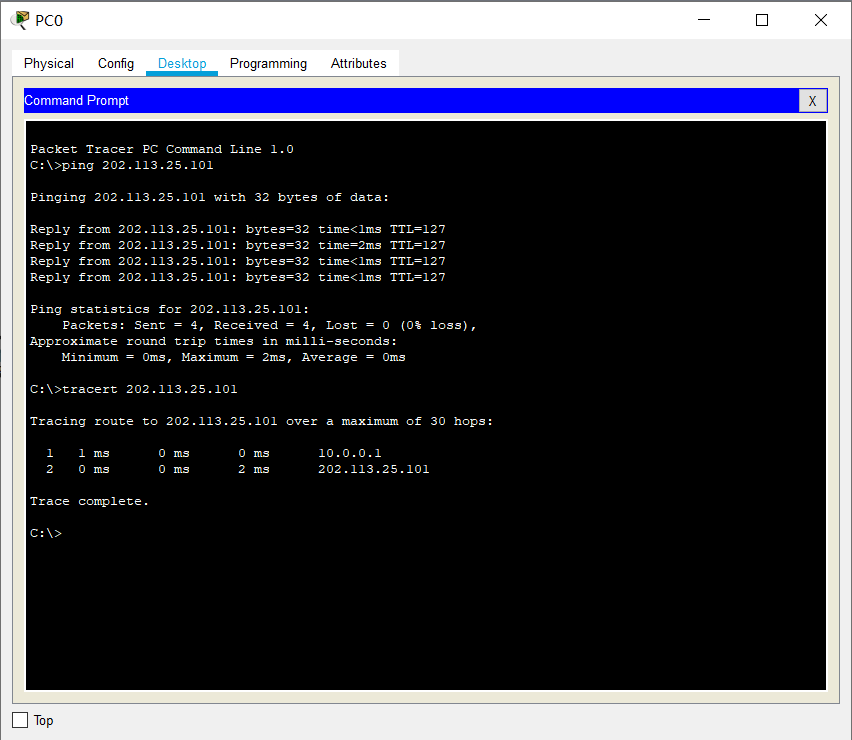 PC0
Physical Config Desktop Programming Attributes
Command Prompt X
Packet Tracer PC Command Line 1.0
C:\>ping 202.113.25.101
Pinging 202.113.25.101 with 32 bytes of data:
Reply from 202.113.25.101: bytes=32 time<1ms TTL=127
Reply from 202.113.25.101: bytes=32 time=2ms TTL=127
Reply from 202.113.25.101: bytes=32 time<1ms TTL=127
Reply from 202.113.25.101: bytes=32 time<1ms TTL=127
Ping statistics for 202.113.25.101:
Packets: Sent = 4, Received = 4, Lost = 0 (0% loss),
Approximate round trip times in milli-seconds:
Minimum = 0ms, Maximum = 2ms, Average = 0ms
C:\>tracert 202.113.25.101
Tracing route to 202.113.25.101 over a maximum of 30 hops:
1 1 ms 0 ms 0 ms 10.0.0.1
2 0 ms 0 ms 2 ms 202.113.25.101
Trace complete.
C:\>
Top